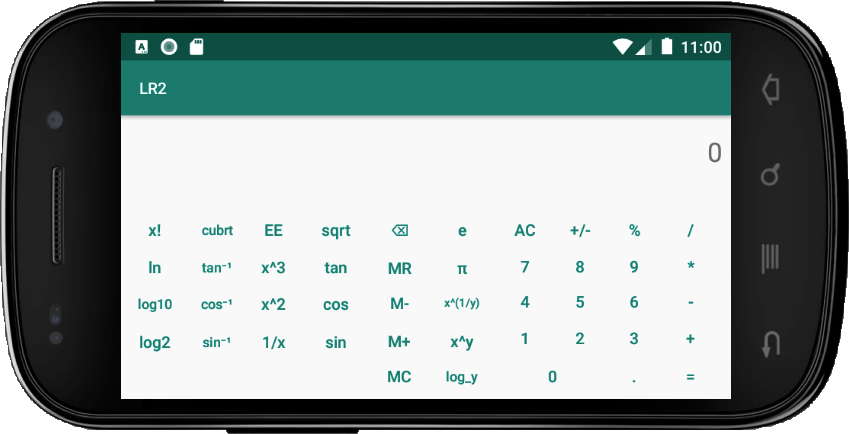 11:00
LR2
0
x! cubrt EE sqrt ⌫ e AC +/- % /
ln tan⁻¹ x^3 tan MR π 7 8 9 *
log10 cos⁻¹ x^2 cos M- x^(1/y) 4 5 6 -
log2 sin⁻¹ 1/x sin M+ x^y 1 2 3 +
MC log_y 0 . =